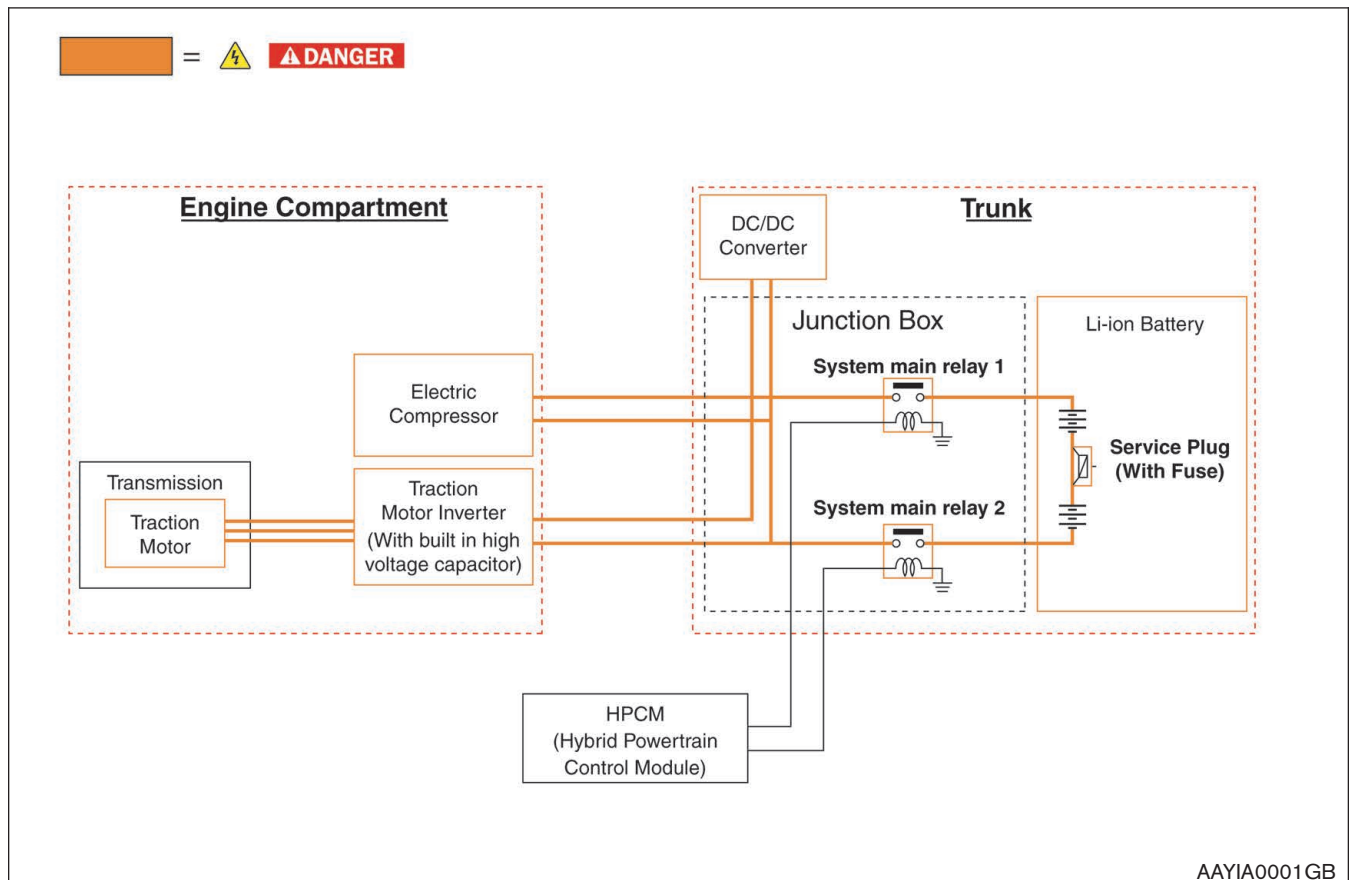 = DANGER
Engine Compartment
Trunk
DC/DC
Converter
Junction Box
Li-ion Battery
System main relay 1
Electric
Compressor
Service Plug
(With Fuse)
Transmission
Traction
Motor
Traction
Motor Inverter
(With built in high
voltage capacitor)
System main relay 2
HPCM
(Hybrid Powertrain
Control Module)
AAYIA0001GB